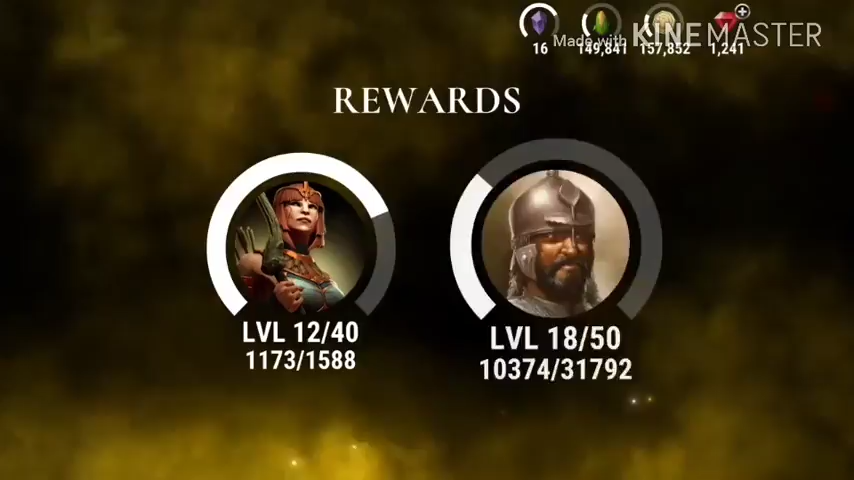 Made with KINEMASTER
16 149,841 157,852 1,241
REWARDS
LVL 12/40
1173/1588
LVL 18/50
10374/31792